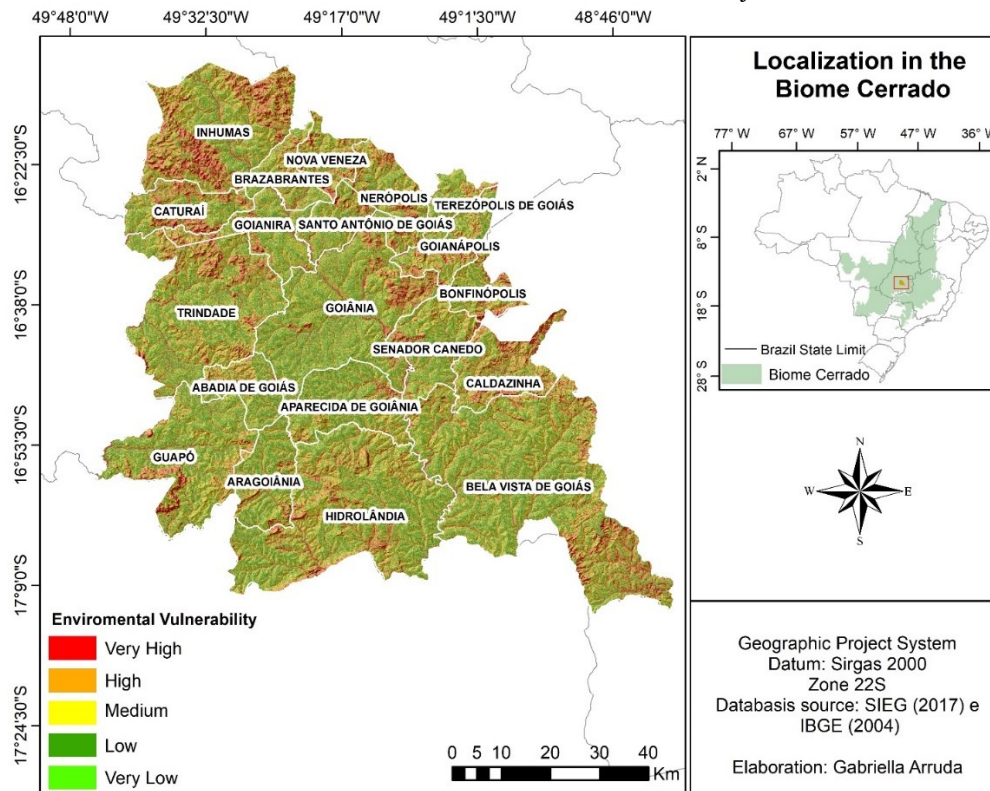 49°48'0"W 49°32'30"W 49°17'0"W 49°1'30"W 48°46'0"W
16°22'30"S
16°38'0"S
16°53'30"S
17°9'0"S
17°24'30"S
INHUMAS
NOVA VENEZA
BRAZABRANTES
NERÓPOLIS
TEREZÓPOLIS DE GOIÁS
CATURAÍ
GOIANIRA
SANTO ANTÔNIO DE GOIÁS
GOIANÁPOLIS
BONFINÓPOLIS
TRINDADE
GOIÂNIA
SENADOR CANEDO
ABADIA DE GOIÁS
CALDAZINHA
APARECIDA DE GOIÂNIA
GUAPÓ
ARAGOIÂNIA
BELA VISTA DE GOIÁS
HIDROLÂNDIA
Enviromental Vulnerability
Very High
High
Medium
Low
Very Low
0 5 10 20 30 40
Km
Localization in the
Biome Cerrado
77° W 67° W 57° W 47° W 36° W
2° N
8°S
18°S
28°S
Brazil State Limit
Biome Cerrado
N
W E
S
Geographic Project System
Datum: Sirgas 2000
Zone 22S
Databasis source: SIEG (2017) e
IBGE (2004)
Elaboration: Gabriella Arruda